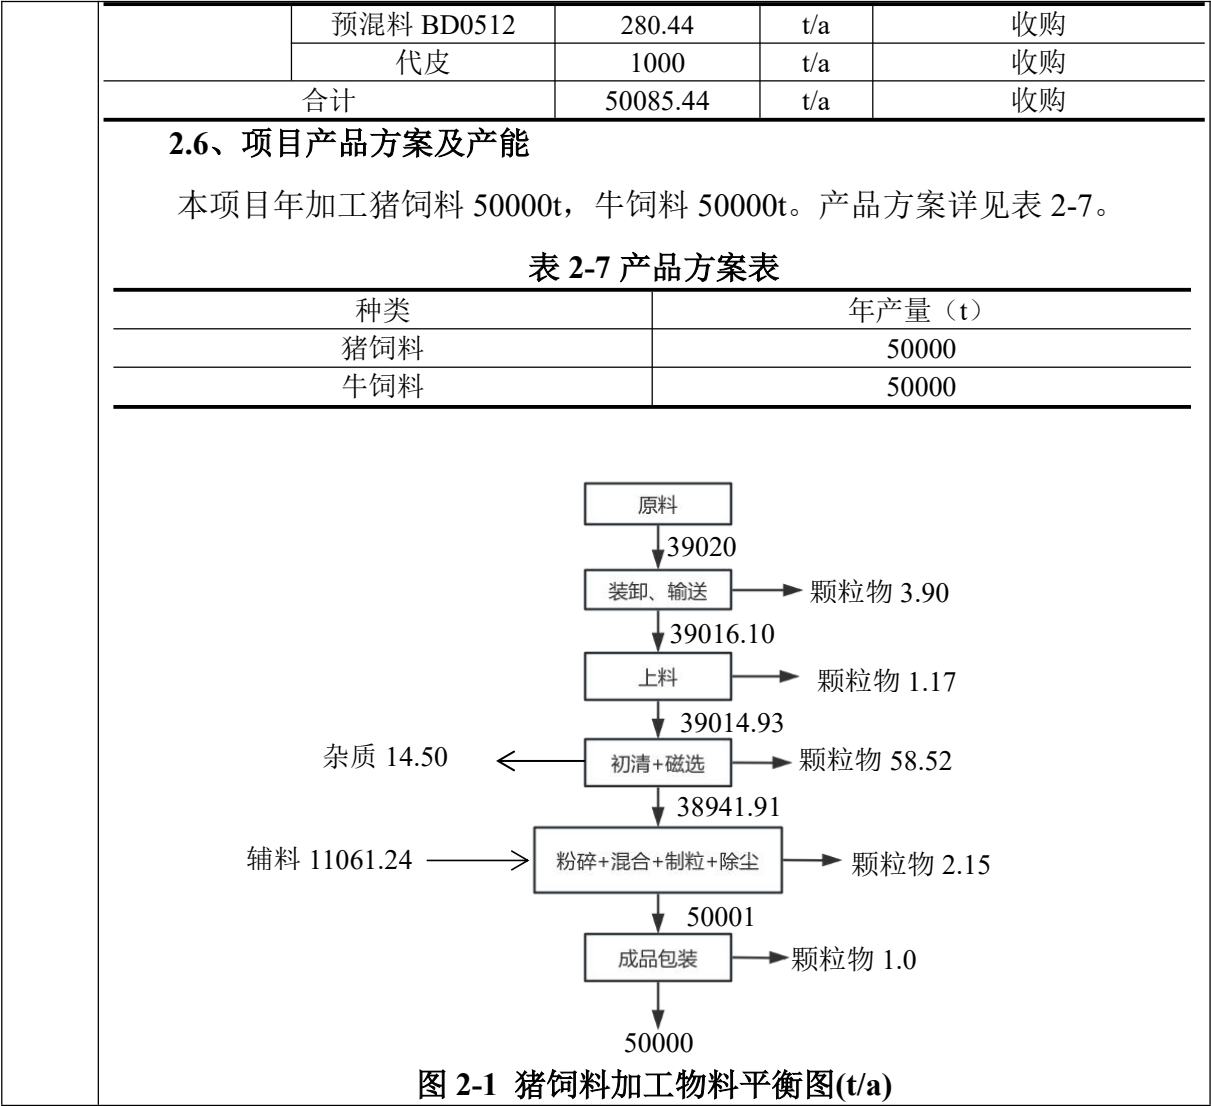 预混料 BD0512 280.44 t/a 收购
代皮 1000 t/a 收购
合计 50085.44 t/a 收购
2.6、项目产品方案及产能
本项目年加工猪饲料 50000t，牛饲料 50000t。产品方案详见表 2-7。
表 2-7 产品方案表
种类 年产量（t）
猪饲料 50000
牛饲料 50000
原料
39020
装卸、输送 颗粒物 3.90
39016.10
上料 颗粒物 1.17
39014.93
杂质 14.50 初清+磁选 颗粒物 58.52
38941.91
辅料 11061.24 粉碎+混合+制粒+除尘 颗粒物 2.15
50001
成品包装 颗粒物 1.0
50000
图 2-1 猪饲料加工物料平衡图(t/a)